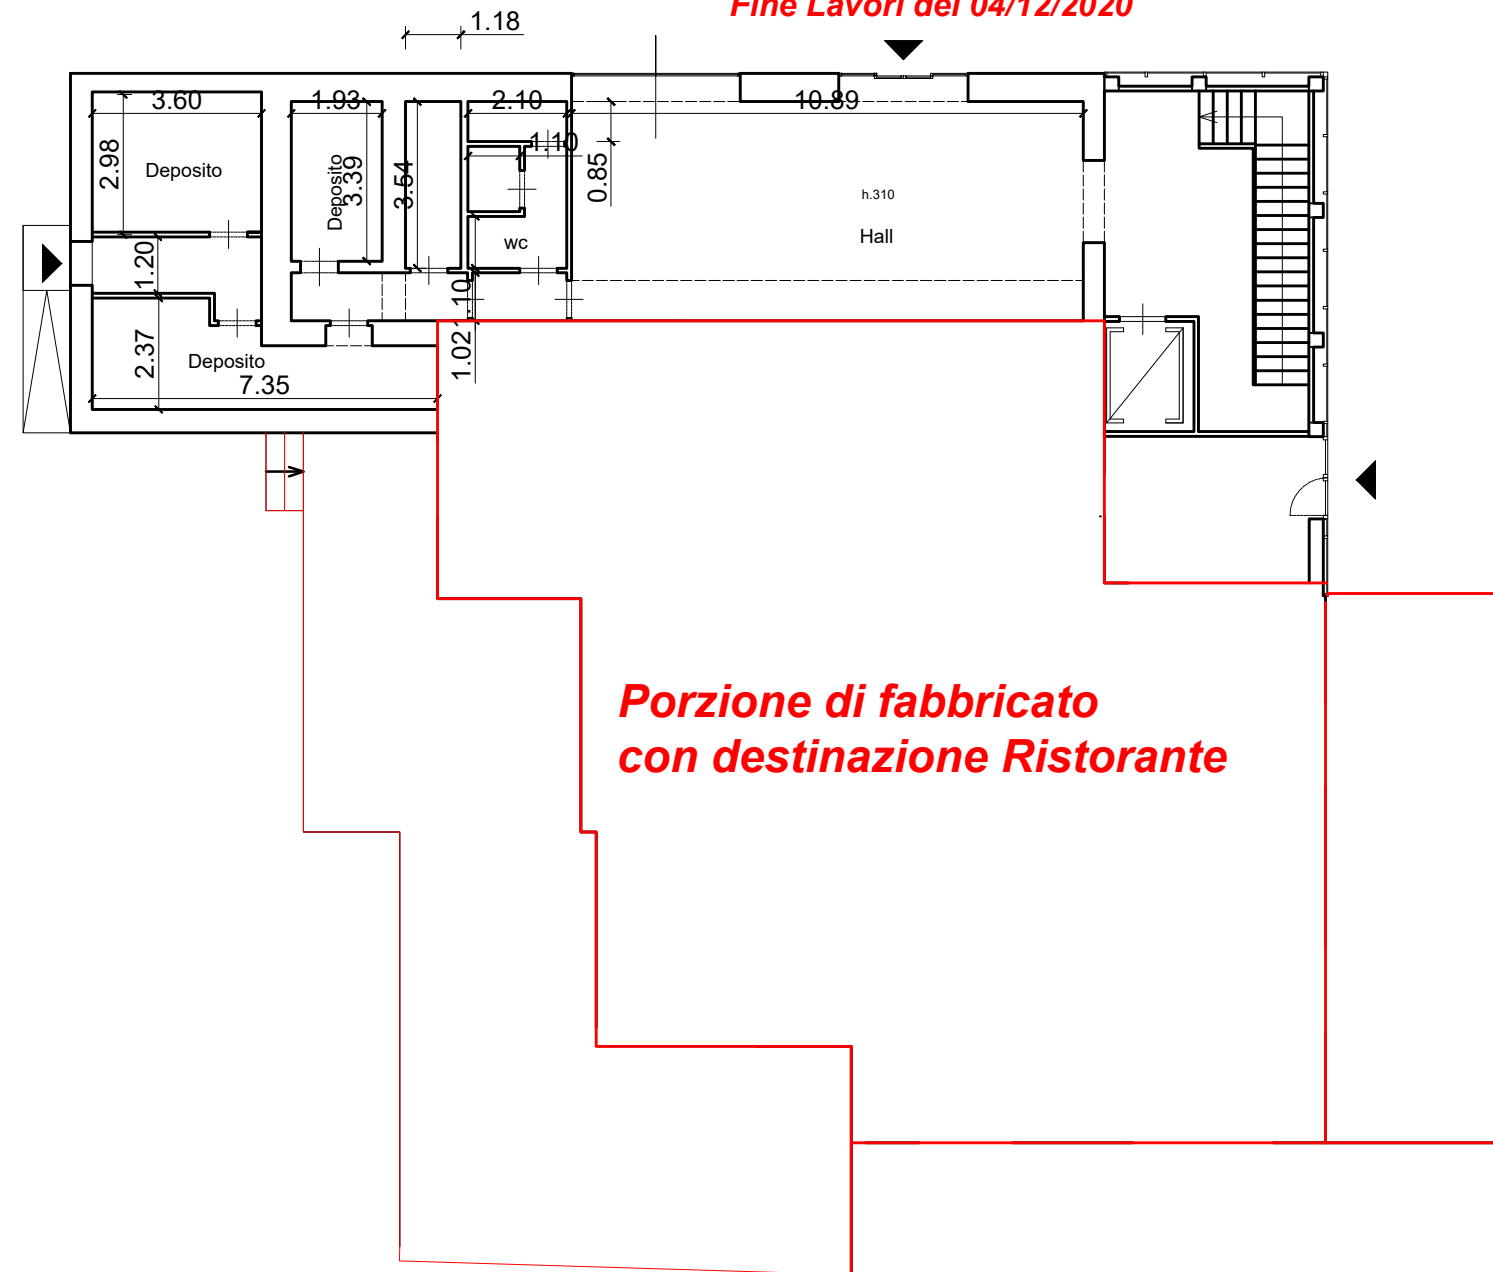 Fine Lavori del 04/12/2020
1.18
3.60
1.93
2.10
10.89
1.10
2.98
Deposito
Deposito
3.39
3.54
0.85
h.310
Hall
wc
1.20
1.10
1.02
2.37
Deposito
7.35
Porzione di fabbricato
con destinazione Ristorante